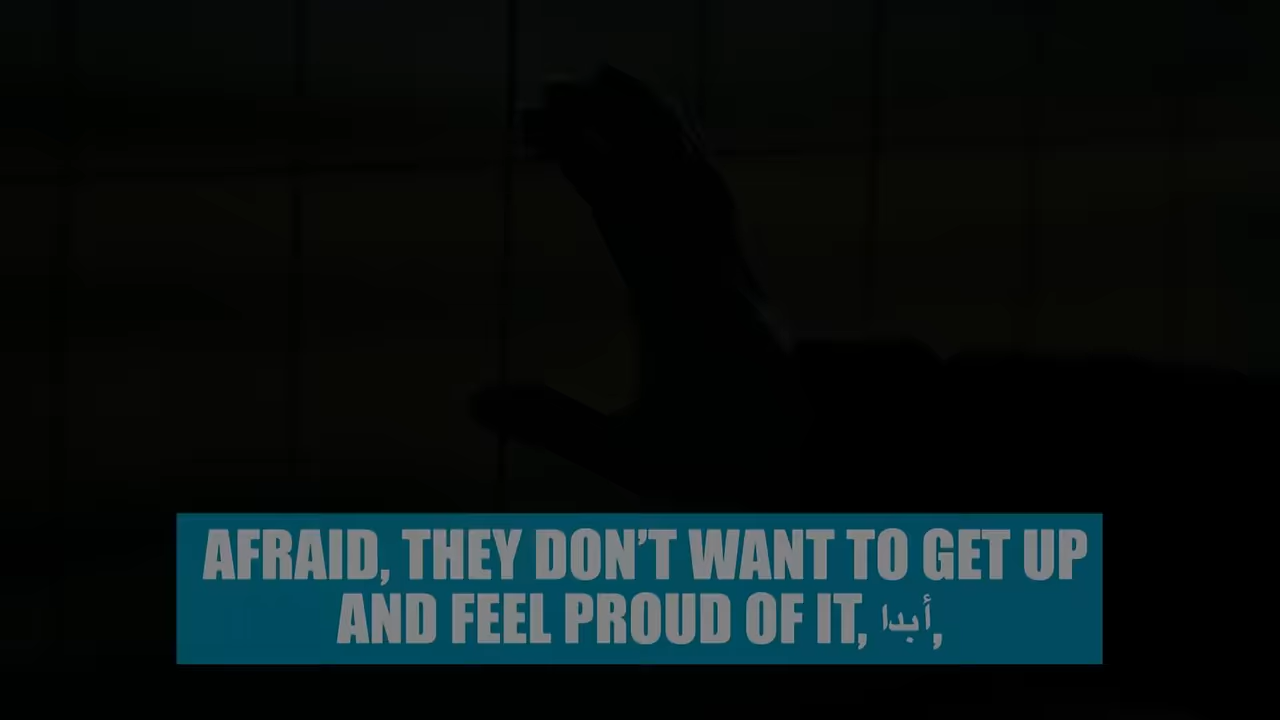 AFRAID, THEY DON’T WANT TO GET UP
AND FEEL PROUD OF IT, أبدا,